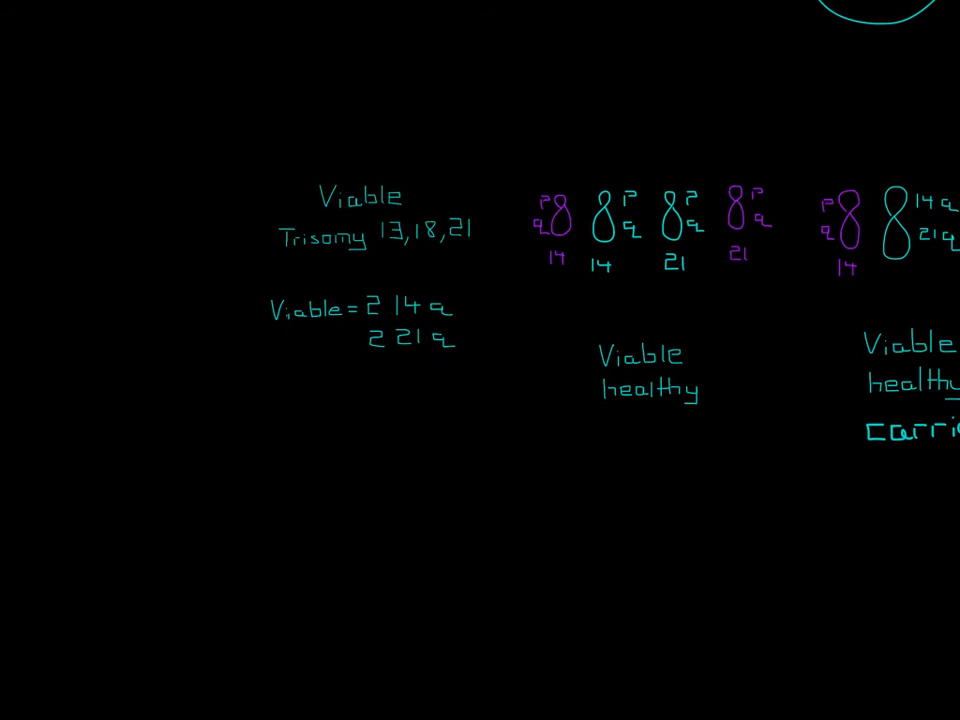 Viable
Trisomy 13,18,21
Viable = 2 14 q
2 21 q
p
q
14
p
q
14
p
q
21
p
q
21
Viable
healthy
p
q
14
14 q
21 q
Viable
healthy
carri